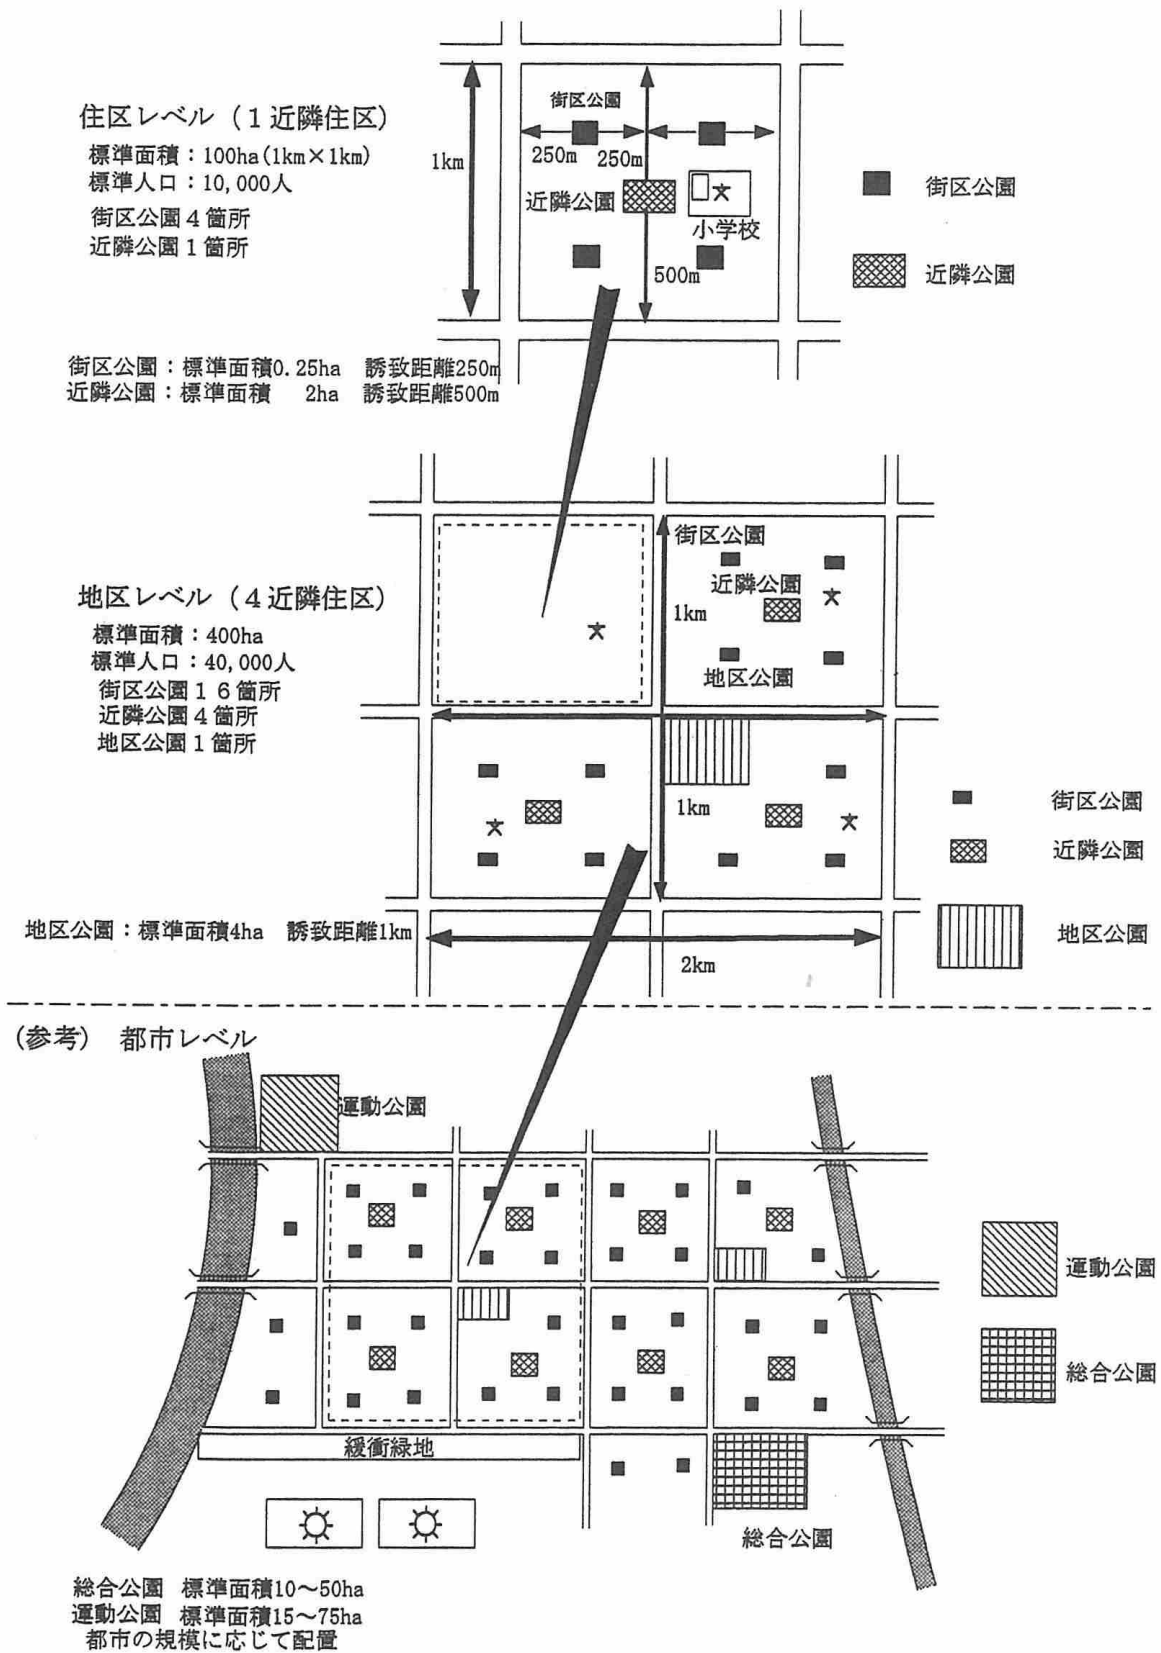 住区レベル（１近隣住区）
標準面積：100ha(1km×1km)
標準人口：10,000人
街区公園４箇所
近隣公園１箇所
1km
街区公園
250m
250m
近隣公園
小学校
500m
街区公園
近隣公園
街区公園：標準面積0.25ha 誘致距離250m
近隣公園：標準面積 2ha 誘致距離500m
地区レベル（４近隣住区）
標準面積：400ha
標準人口：40,000人
街区公園１６箇所
近隣公園４箇所
地区公園１箇所
街区公園
近隣公園
1km
地区公園
1km
街区公園
近隣公園
地区公園
地区公園：標準面積4ha 誘致距離1km
2km
(参考) 都市レベル
運動公園
運動公園
総合公園
緩衝緑地
総合公園
総合公園 標準面積10～50ha
運動公園 標準面積15～75ha
都市の規模に応じて配置